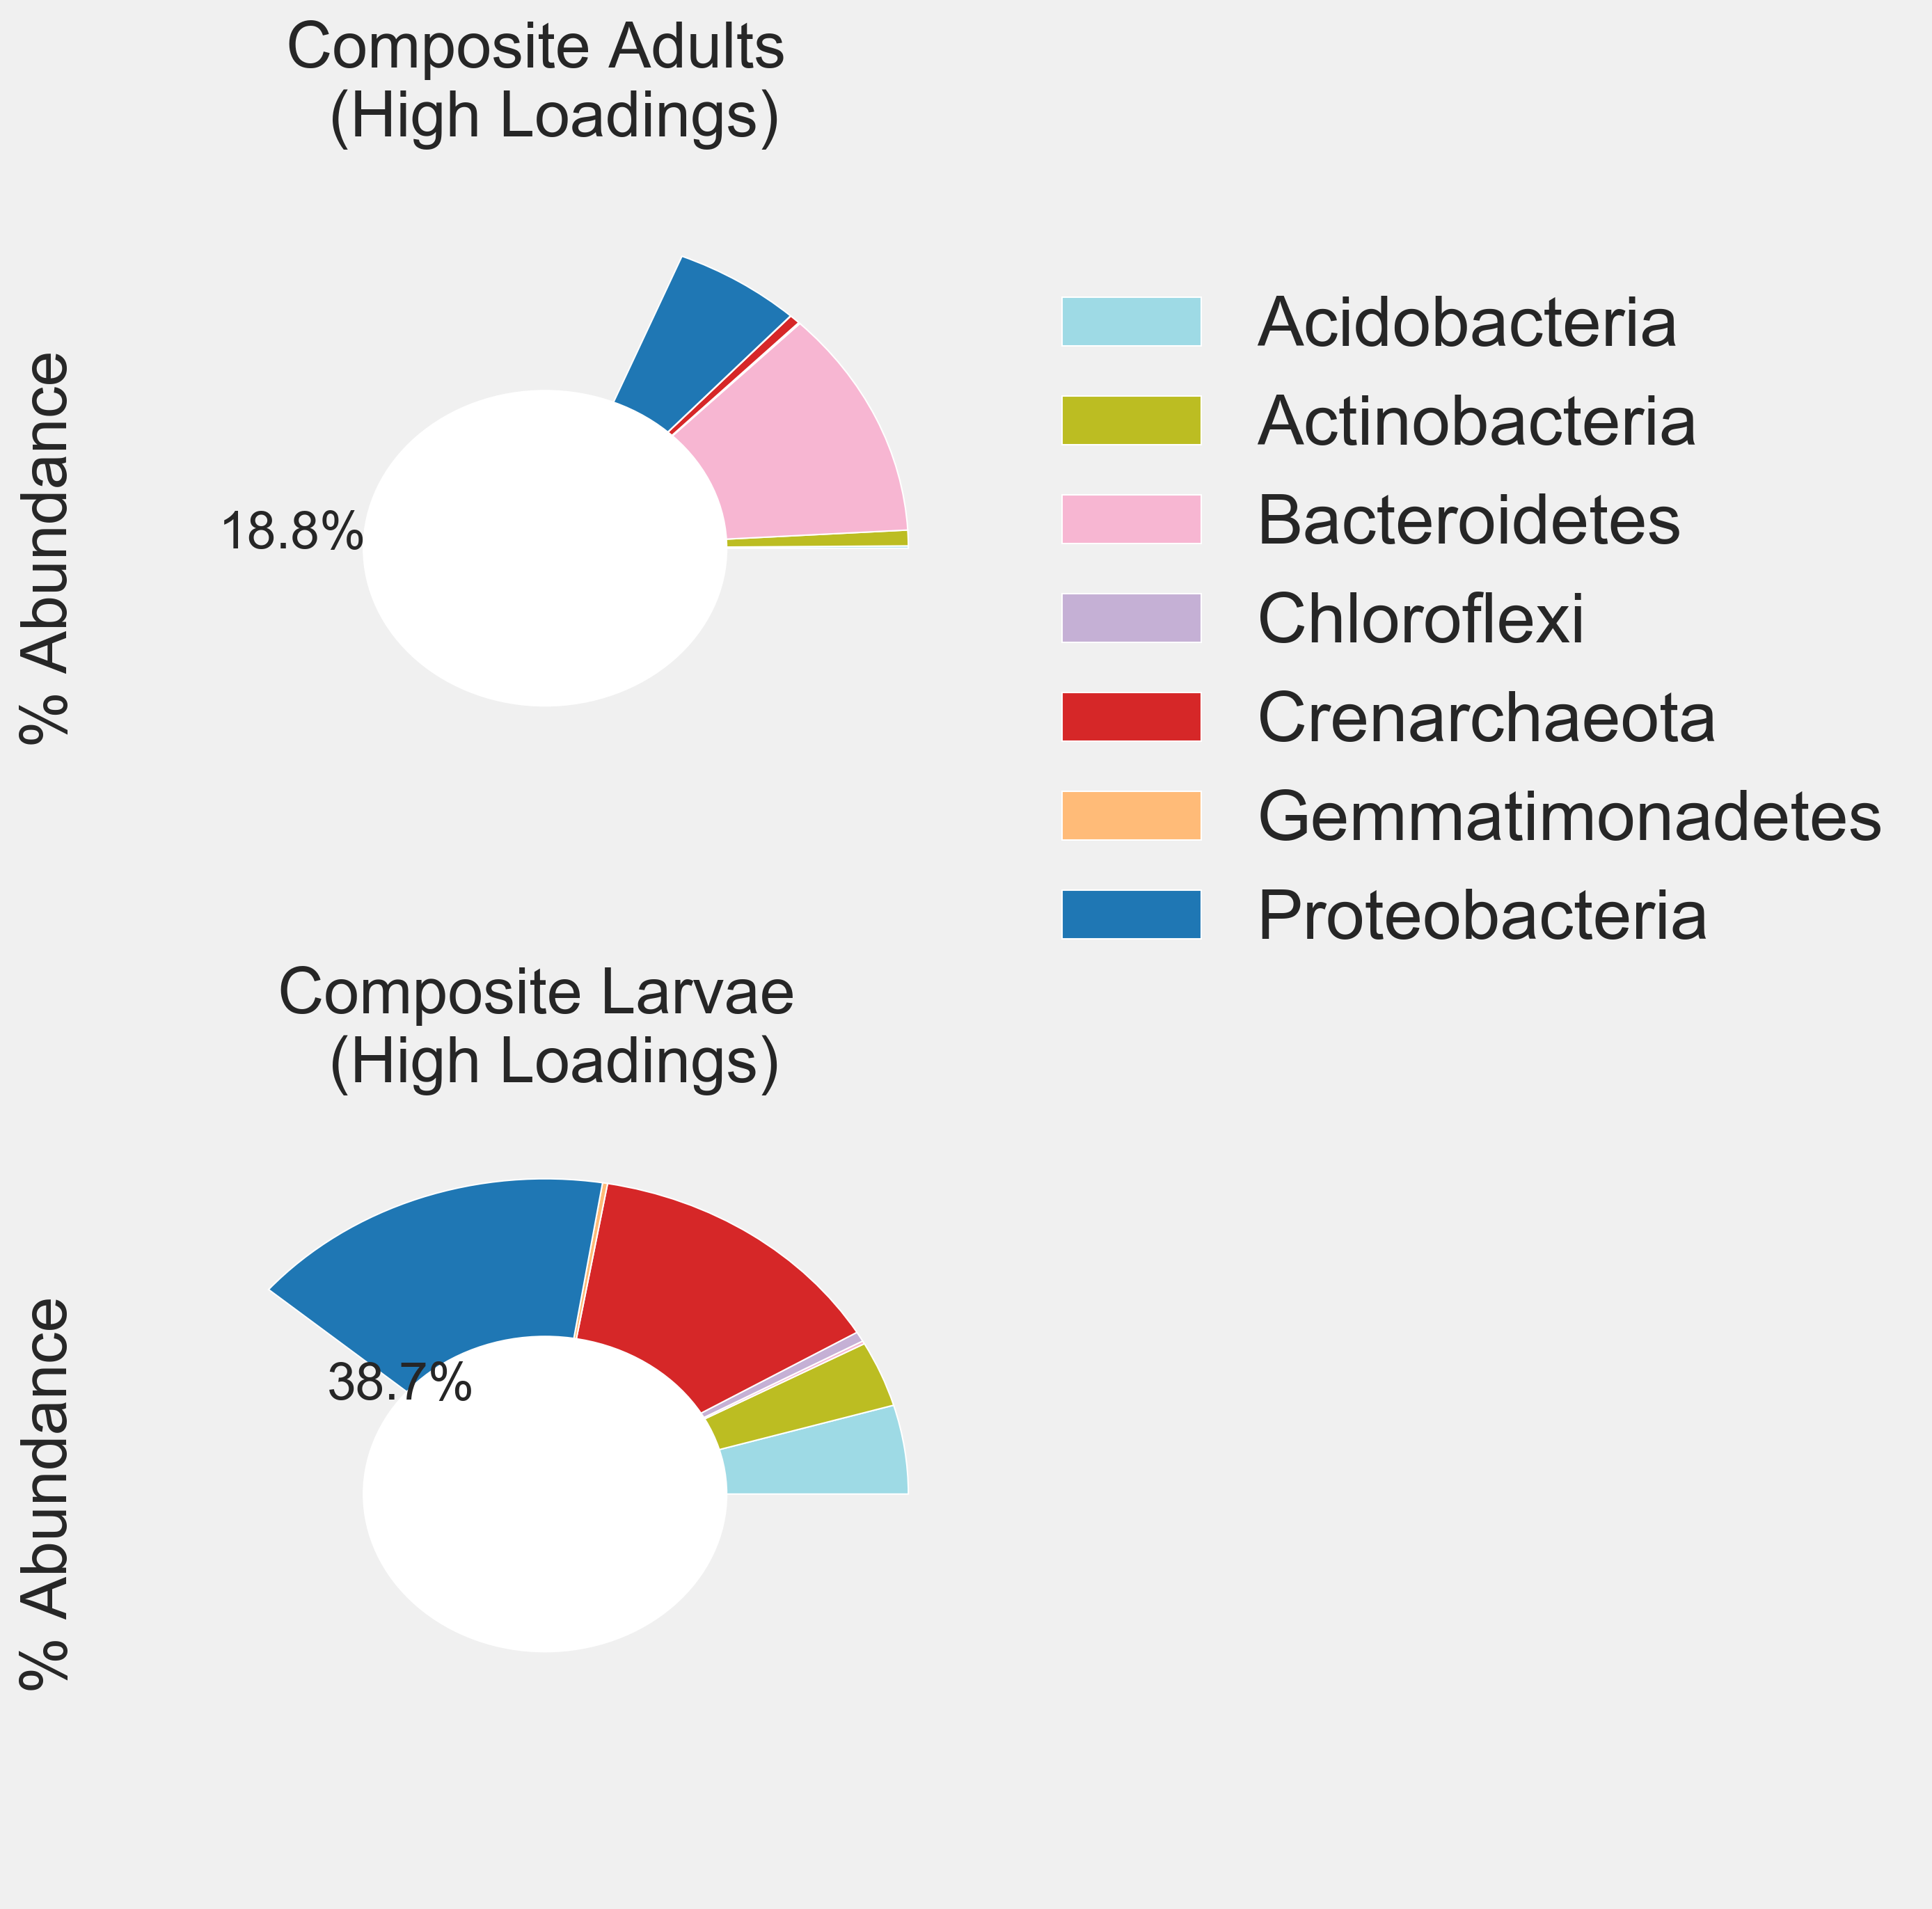 Composite Adults
(High Loadings)
% Abundance
18.8%
Acidobacteria
Actinobacteria
Bacteroidetes
Chloroflexi
Crenarchaeota
Gemmatimonadetes
Proteobacteria
Composite Larvae
(High Loadings)
% Abundance
38.7%